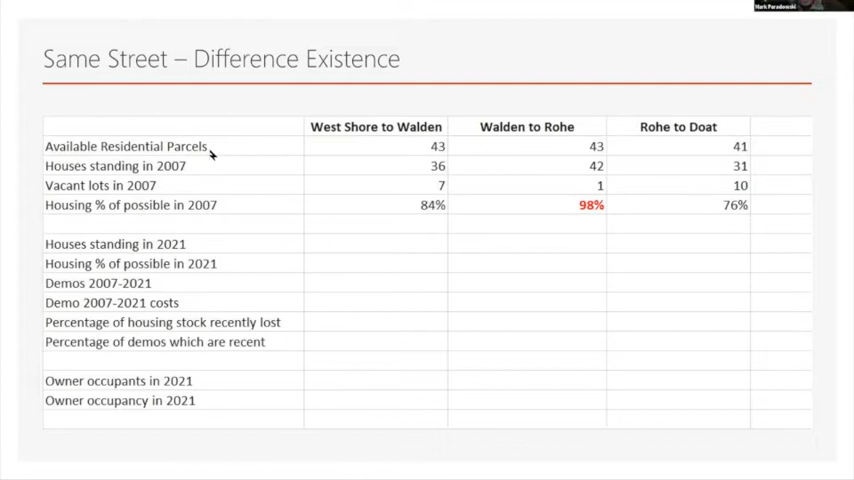 Mark Paradowski
Same Street – Difference Existence
West Shore to Walden Walden to Rohe Rohe to Doat
Available Residential Parcels 43 43 41
Houses standing in 2007 36 42 31
Vacant lots in 2007 7 1 10
Housing % of possible in 2007 84% 98% 76%
Houses standing in 2021
Housing % of possible in 2021
Demos 2007-2021
Demo 2007-2021 costs
Percentage of housing stock recently lost
Percentage of demos which are recent
Owner occupants in 2021
Owner occupancy in 2021